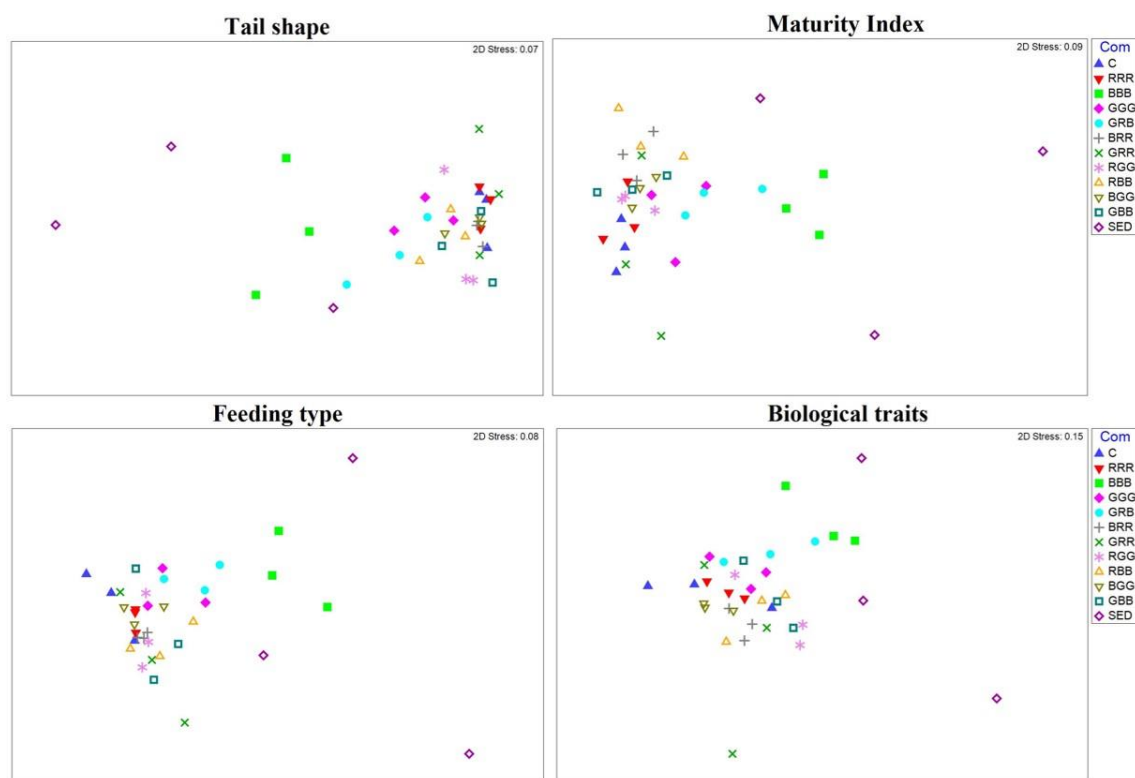 Tail shape
2D Stress: 0.07
Maturity Index
2D Stress: 0.09
Com
C
RRR
BBB
GGG
GRB
BRR
GRR
RGG
RBB
BGG
GBB
SED
Feeding type
2D Stress: 0.08
Biological traits
2D Stress: 0.15
Com
C
RRR
BBB
GGG
GRB
BRR
GRR
RGG
RBB
BGG
GBB
SED